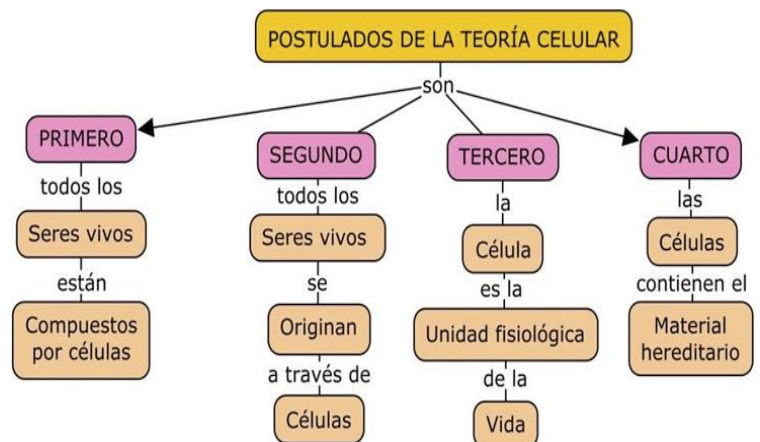 POSTULADOS DE LA TEORÍA CELULAR
son
PRIMERO
todos los
Seres vivos
están
Compuestos
por células
SEGUNDO
todos los
Seres vivos
se
Originan
a través de
Células
TERCERO
la
Célula
es la
Unidad fisiológica
de la
Vida
CUARTO
las
Células
contienen el
Material
hereditario